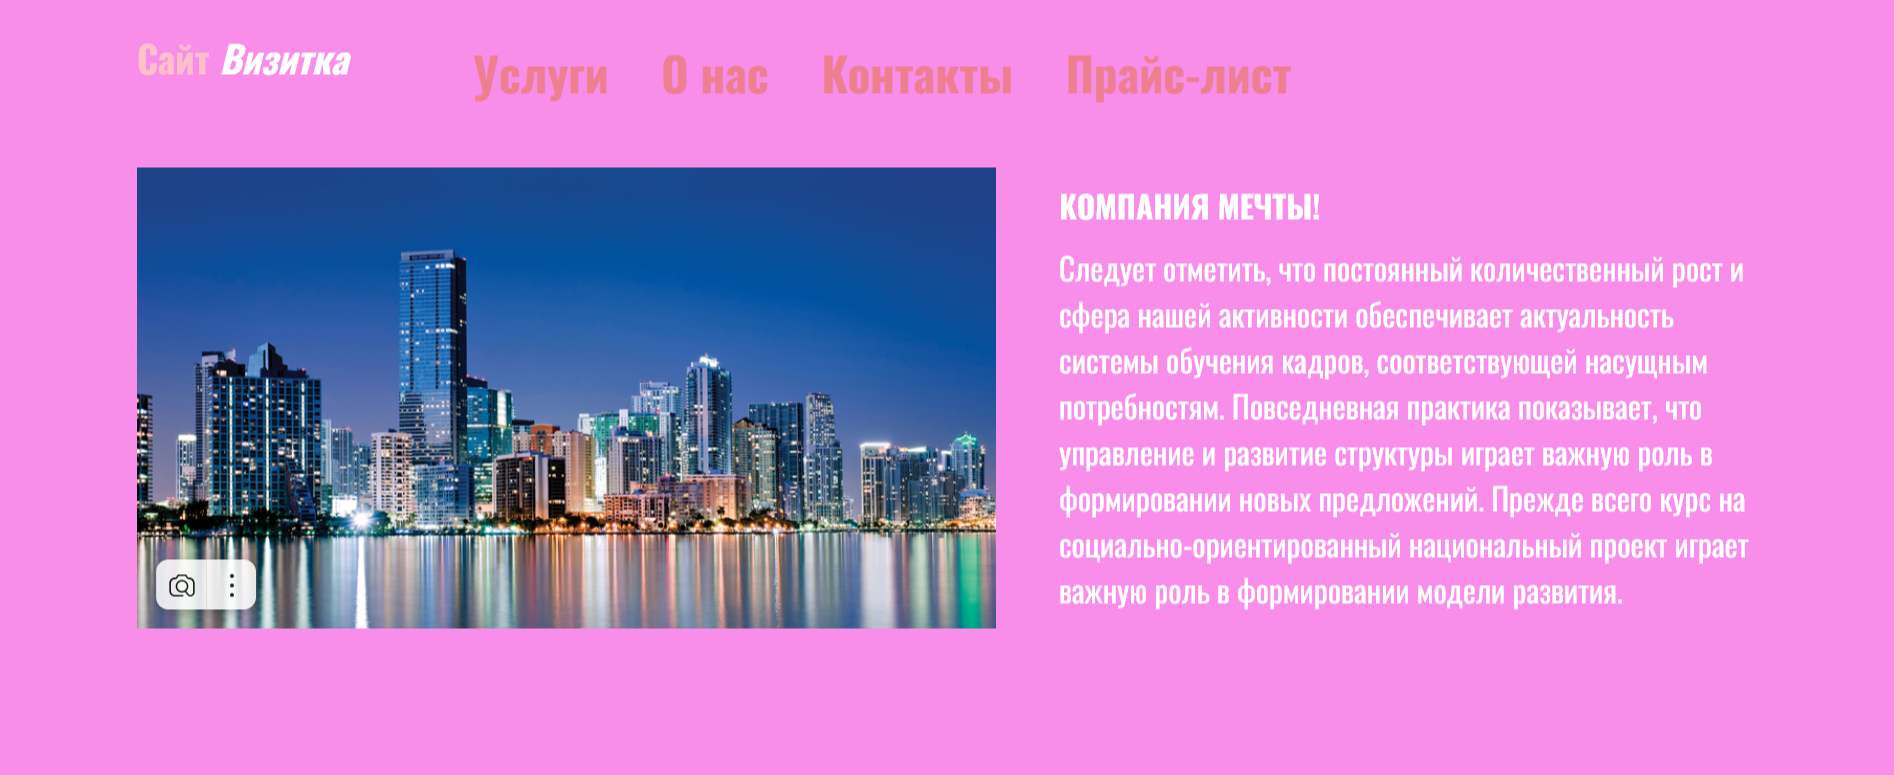 Сайт Визитка
Услуги О нас Контакты Прайс-лист
КОМПАНИЯ МЕЧТЫ!
Следует отметить, что постоянный количественный рост и
сфера нашей активности обеспечивает актуальность
системы обучения кадров, соответствующей насущным
потребностям. Повседневная практика показывает, что
управление и развитие структуры играет важную роль в
формировании новых предложений. Прежде всего курс на
социально-ориентированный национальный проект играет
важную роль в формировании модели развития.